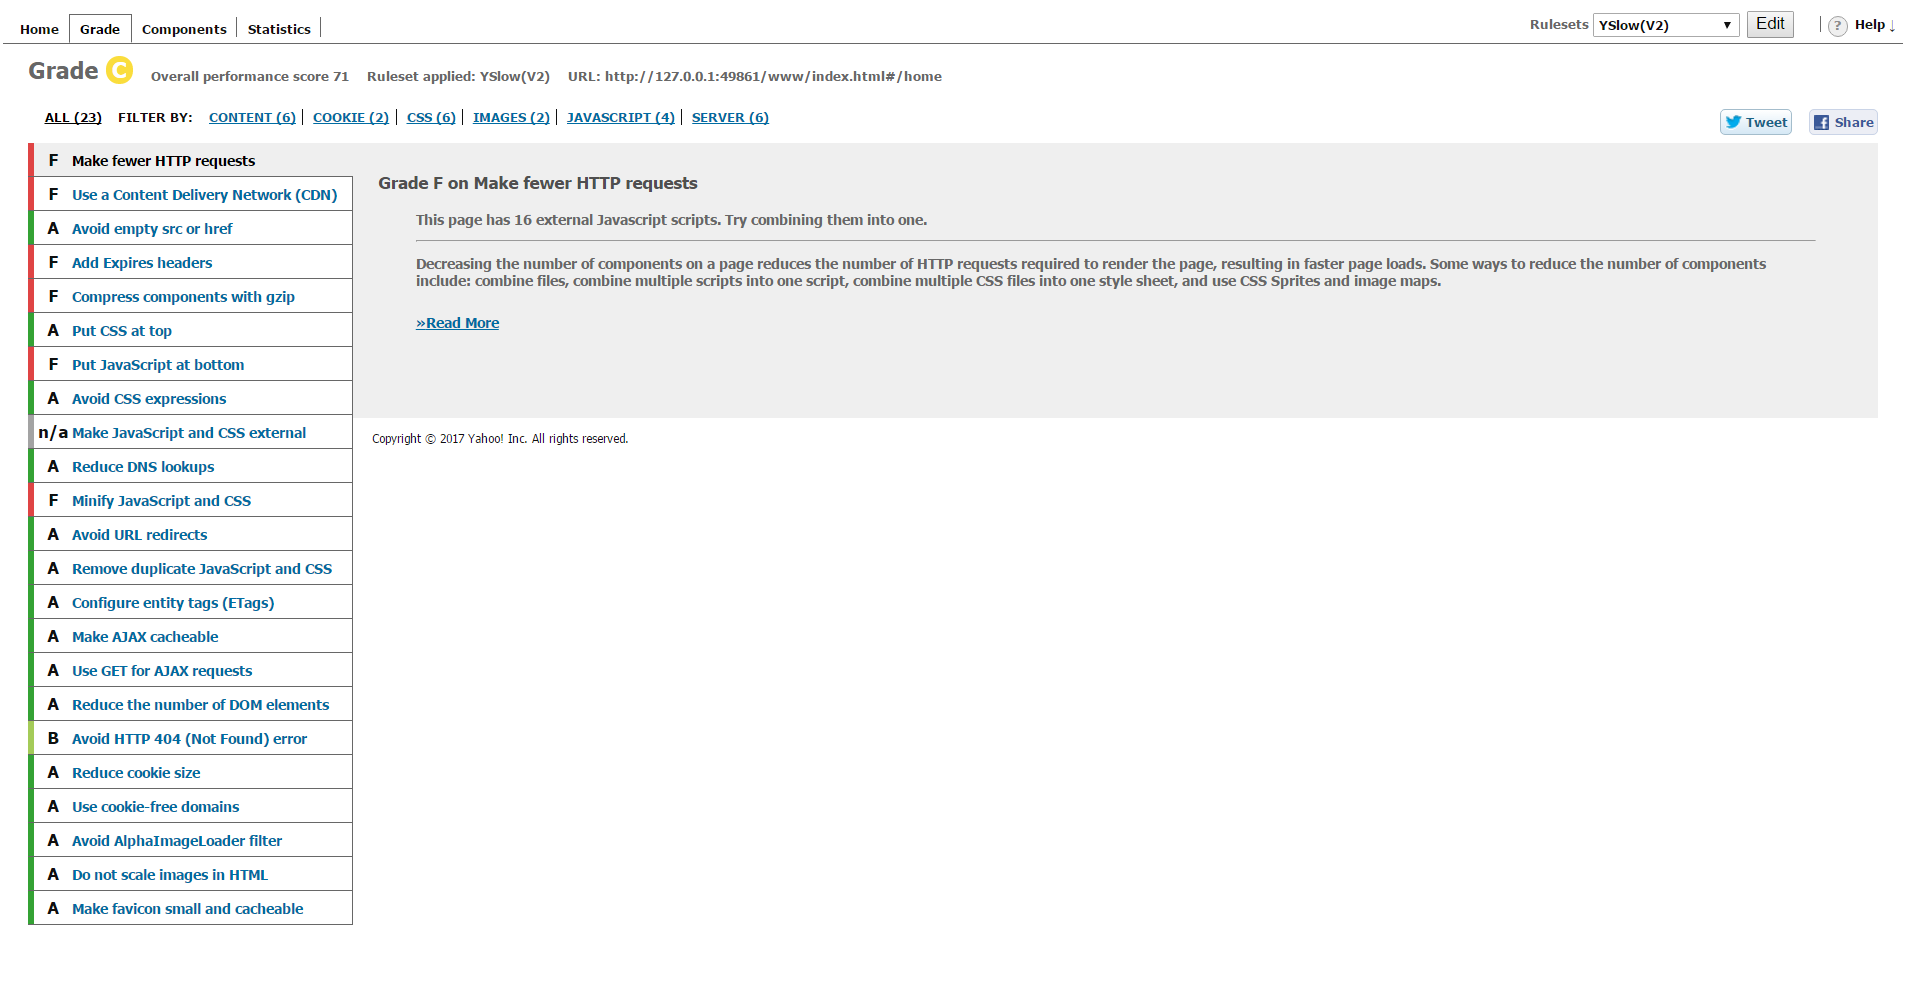 Home Grade Components Statistics Rulesets YSlow(V2) ▼ Edit ? Help ↓
Grade C Overall performance score 71 Ruleset applied: YSlow(V2) URL: http://127.0.0.1:49861/www/index.html#/home
ALL (23) FILTER BY: CONTENT (6) COOKIE (2) CSS (6) IMAGES (2) JAVASCRIPT (4) SERVER (6) Tweet Share
F Make fewer HTTP requests
F Use a Content Delivery Network (CDN)
A Avoid empty src or href
F Add Expires headers
F Compress components with gzip
A Put CSS at top
F Put JavaScript at bottom
A Avoid CSS expressions
n/a Make JavaScript and CSS external
A Reduce DNS lookups
F Minify JavaScript and CSS
A Avoid URL redirects
A Remove duplicate JavaScript and CSS
A Configure entity tags (ETags)
A Make AJAX cacheable
A Use GET for AJAX requests
A Reduce the number of DOM elements
B Avoid HTTP 404 (Not Found) error
A Reduce cookie size
A Use cookie-free domains
A Avoid AlphaImageLoader filter
A Do not scale images in HTML
A Make favicon small and cacheable
Grade F on Make fewer HTTP requests
This page has 16 external Javascript scripts. Try combining them into one.
Decreasing the number of components on a page reduces the number of HTTP requests required to render the page, resulting in faster page loads. Some ways to reduce the number of components
include: combine files, combine multiple scripts into one script, combine multiple CSS files into one style sheet, and use CSS Sprites and image maps.
»Read More
Copyright © 2017 Yahoo! Inc. All rights reserved.